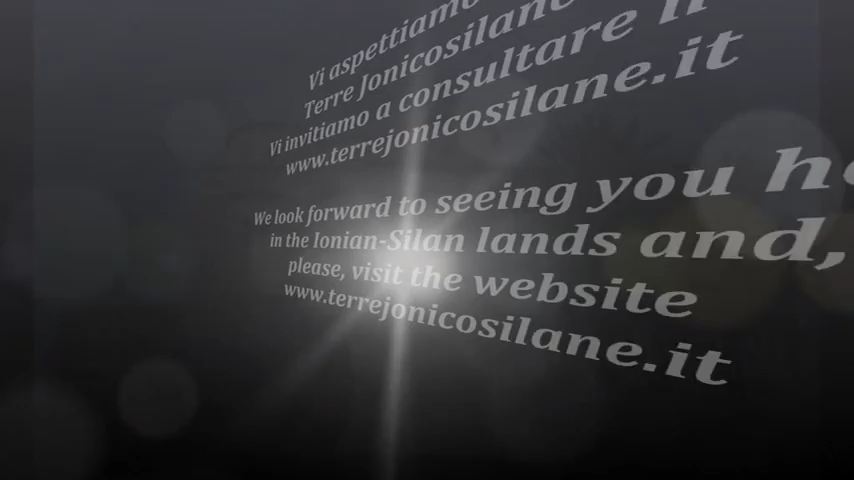 Vi aspettiamo
Terre Jonicosilane
Vi invitiamo a consultare il
www.terrejonicosilane.it
We look forward to seeing you
in the Ionian-Silan lands and,
please, visit the website
www.terrejonicosilane.it